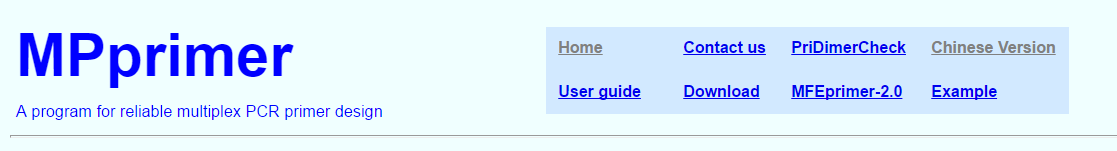 MPprimer
A program for reliable multiplex PCR primer design
Home Contact us PriDimerCheck Chinese Version
User guide Download MFEprimer-2.0 Example